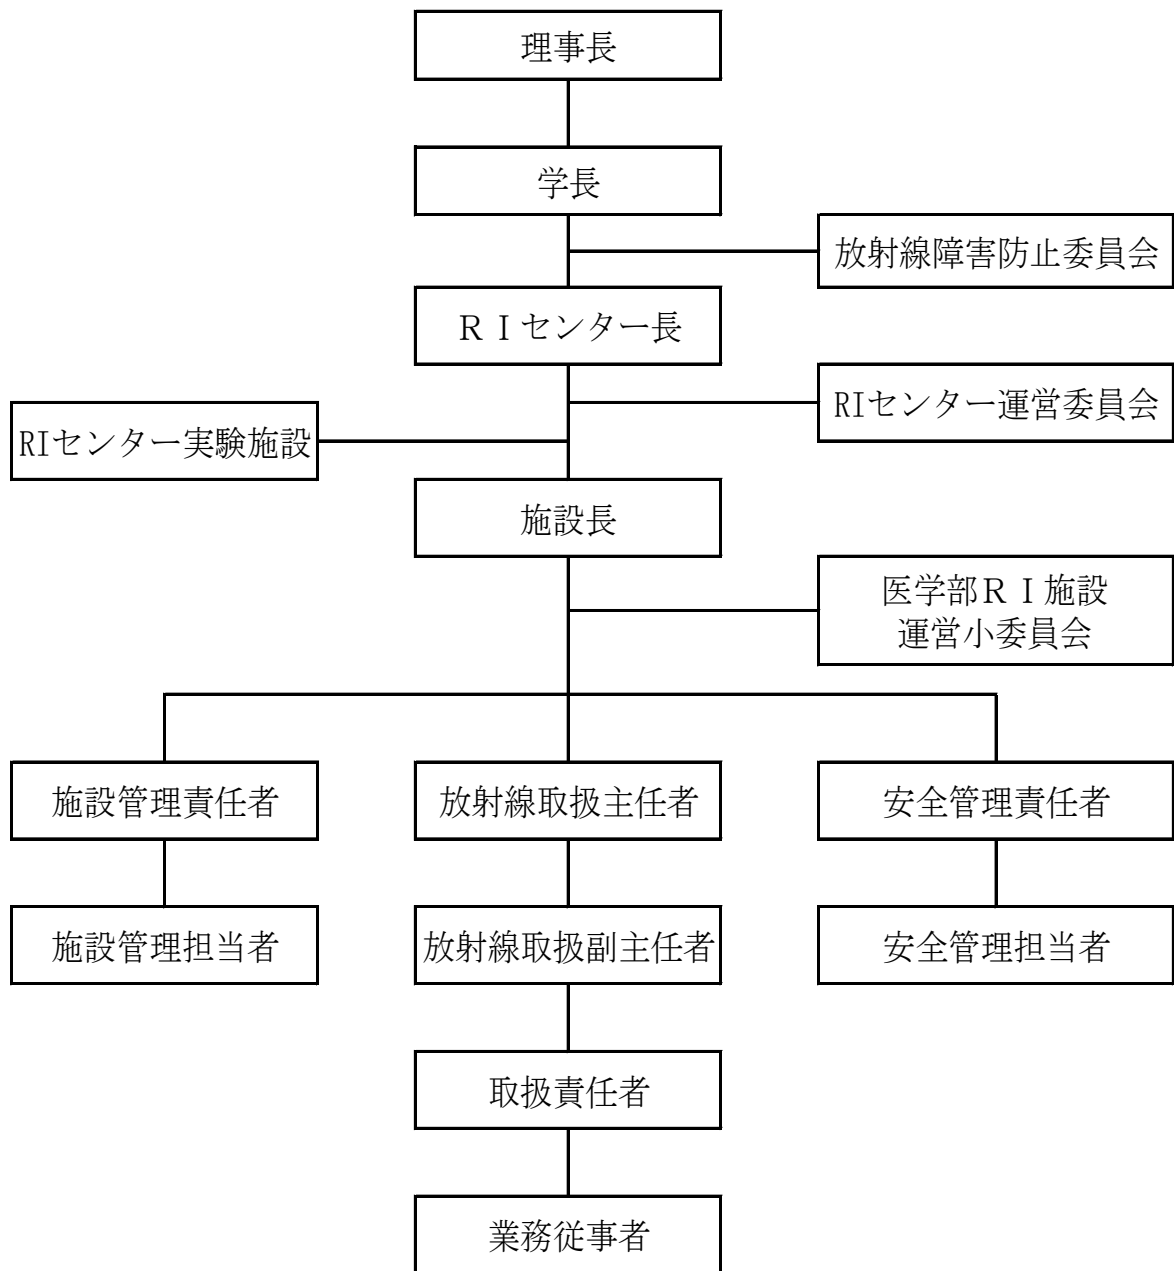 理事長
学長
放射線障害防止委員会
ＲＩセンター長
RIセンター運営委員会
RIセンター実験施設
施設長
医学部ＲＩ施設
運営小委員会
施設管理責任者
放射線取扱主任者
安全管理責任者
施設管理担当者
放射線取扱副主任者
安全管理担当者
取扱責任者
業務従事者